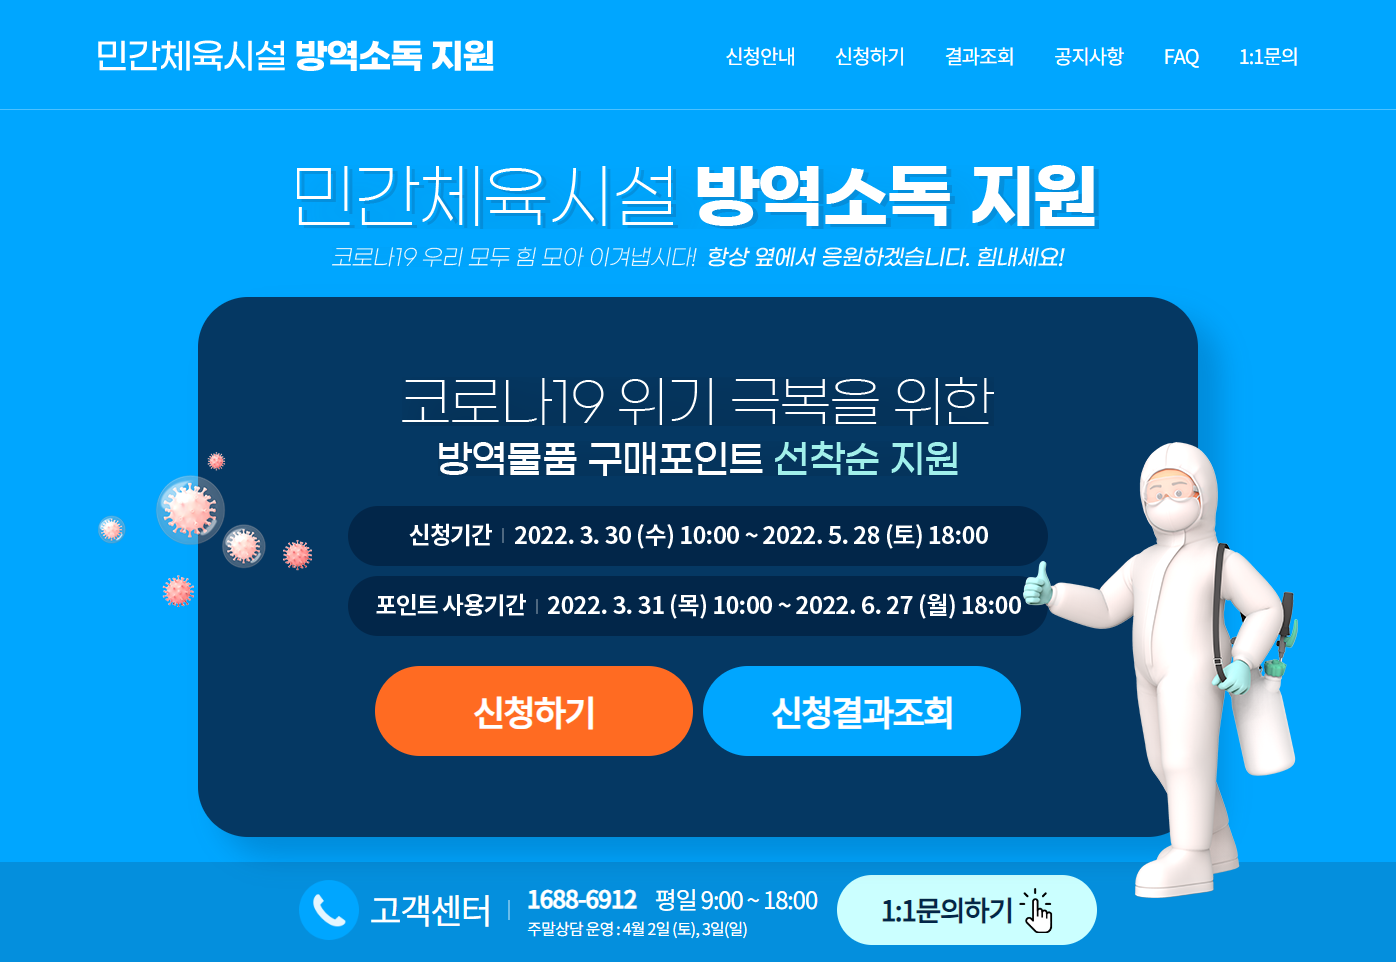 민간체육시설 방역소독 지원
신청안내 신청하기 결과조회 공지사항 FAQ 1:1문의
민간체육시설 방역소독 지원
코로나19 우리 모두 힘 모아 이겨냅시다! 항상 옆에서 응원하겠습니다. 힘내세요!
코로나19 위기 극복을 위한
방역물품 구매포인트 선착순 지원
신청기간 | 2022. 3. 30 (수) 10:00 ~ 2022. 5. 28 (토) 18:00
포인트 사용기간 | 2022. 3. 31 (목) 10:00 ~ 2022. 6. 27 (월) 18:00
신청하기 신청결과조회
고객센터 | 1688-6912 평일 9:00 ~ 18:00
주말상담 운영 : 4월 2일 (토), 3일(일)
1:1문의하기